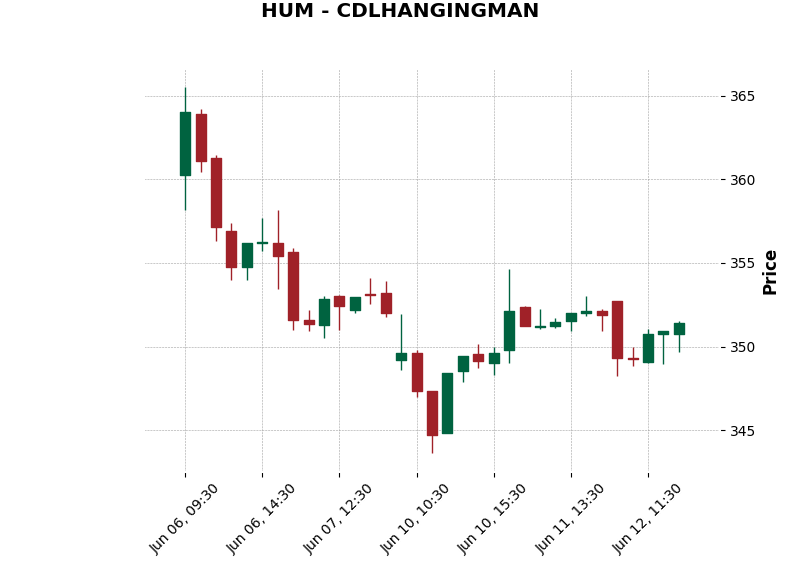 HUM - CDLHANGINGMAN
365
360
355
350
345
Price
Jun 06, 09:30
Jun 06, 14:30
Jun 07, 12:30
Jun 10, 10:30
Jun 10, 15:30
Jun 11, 13:30
Jun 12, 11:30